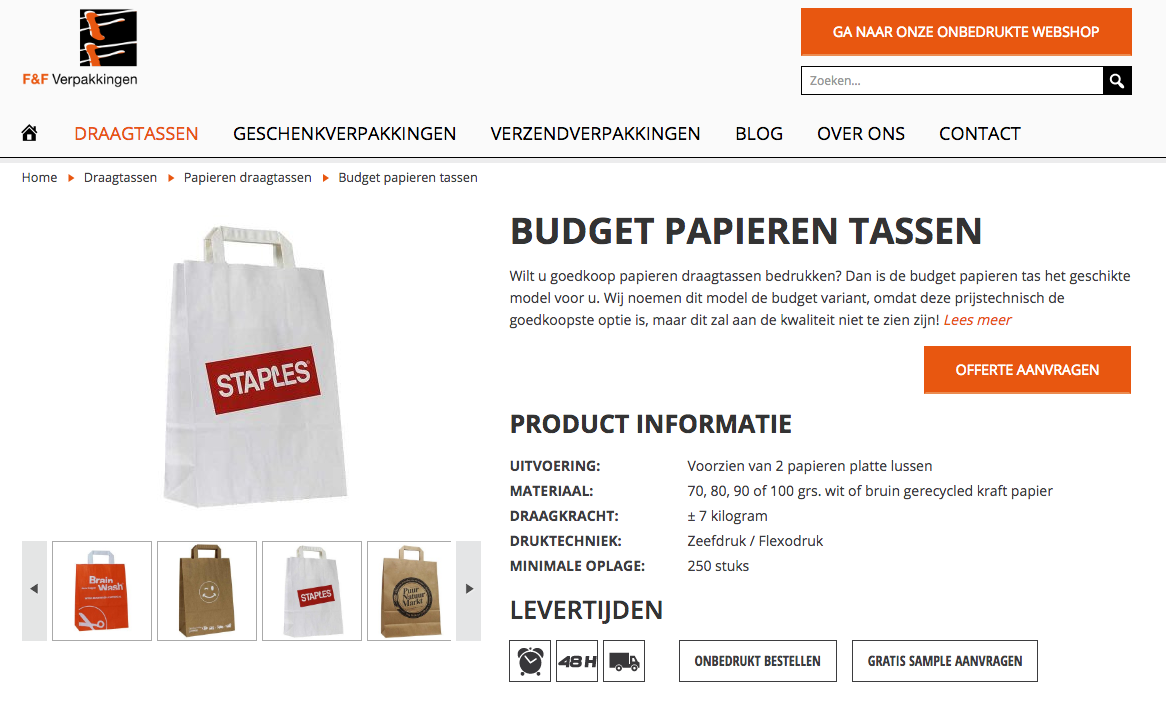 F&F Verpakkingen
GA NAAR ONZE ONBEDRUKTE WEBSHOP
Zoeken...
DRAAGTASSEN GESCHENKVERPAKKINGEN VERZENDVERPAKKINGEN BLOG OVER ONS CONTACT
Home Draagtassen Papieren draagtassen Budget papieren tassen
BUDGET PAPIEREN TASSEN
Wilt u goedkoop papieren draagtassen bedrukken? Dan is de budget papieren tas het geschikte
model voor u. Wij noemen dit model de budget variant, omdat deze prijstechnisch de
goedkoopste optie is, maar dit zal aan de kwaliteit niet te zien zijn! Lees meer
OFFERTE AANVRAGEN
STAPLES
PRODUCT INFORMATIE
UITVOERING: Voorzien van 2 papieren platte lussen
MATERIAAL: 70, 80, 90 of 100 grs. wit of bruin gerecycled kraft papier
DRAAGKRACHT: ± 7 kilogram
DRUKTECHNIEK: Zeefdruk / Flexodruk
MINIMALE OPLAGE: 250 stuks
Brain
Wash
STAPLES
Puur
Natuur
Markt
LEVERTIJDEN
48H
ONBEDRUKT BESTELLEN
GRATIS SAMPLE AANVRAGEN